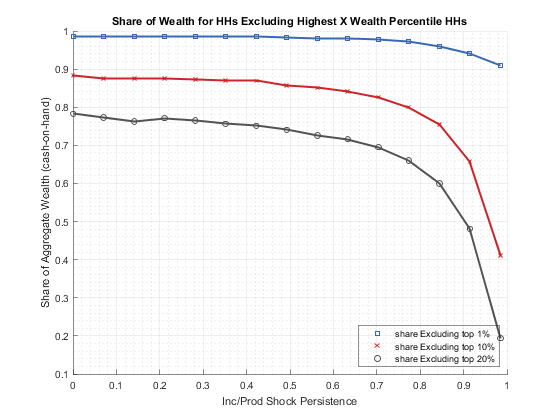 Share of Wealth for HHs Excluding Highest X Wealth Percentile HHs
Share of Aggregate Wealth (cash-on-hand)
1
0.9
0.8
0.7
0.6
0.5
0.4
0.3
0.2
0.1
share Excluding top 1%
share Excluding top 10%
share Excluding top 20%
0 0.1 0.2 0.3 0.4 0.5 0.6 0.7 0.8 0.9 1
Inc/Prod Shock Persistence